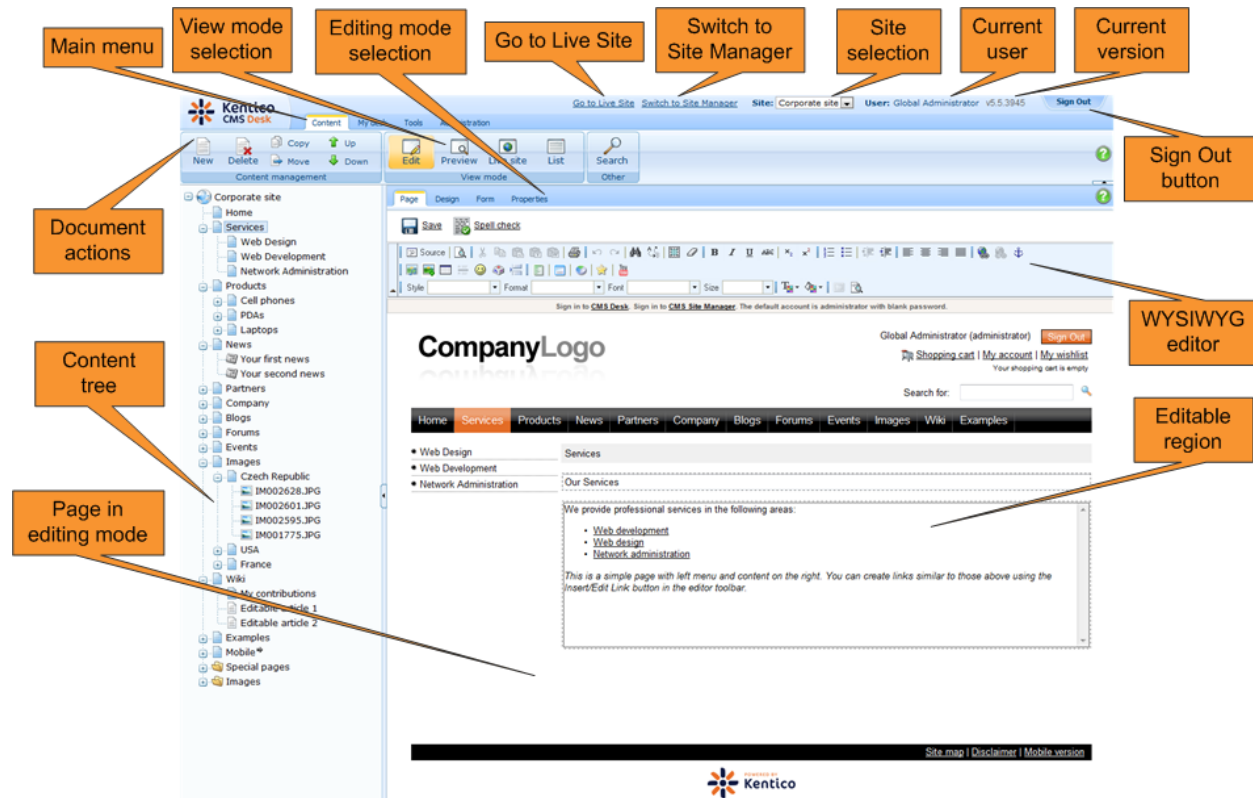 Main menu
View mode
selection
Editing mode
selection
Go to Live Site
Switch to
Site Manager
Site
selection
Current
user
Current
version
Kentico
CMS Desk
Go to Live Site Switch to Site Manager Site: Corporate site User: Global Administrator v5.5.3945 Sign Out
Content Tools
New Delete Copy Move Up Down
Content management
Edit Preview Live site List
View mode
Search
Other
Sign Out
button
Document
actions
Corporate site
Home
Services
Web Design
Web Development
Network Administration
Products
Cell phones
PDAs
Laptops
News
Your first news
Your second news
Partners
Company
Blogs
Forums
Events
Images
Czech Republic
IM002628.JPG
IM002601.JPG
IM002595.JPG
IM001775.JPG
USA
France
Wiki
My contributions
Editable article 1
Editable article 2
Examples
Mobile
Special pages
Images
Content
tree
Page in
editing mode
Page Design Form Properties
Save Spell check
Source B I U ABC
Style Format Font Size
WYSIWYG
editor
Sign in to CMS Desk. Sign in to CMS Site Manager. The default account is administrator with blank password.
CompanyLogo
Global Administrator (administrator) Sign Out
Shopping cart | My account | My wishlist
Your shopping cart is empty
Search for:
Home Services Products News Partners Company Blogs Forums Events Images Wiki Examples
Editable
region
Web Design
Web Development
Network Administration
Services
Our Services
We provide professional services in the following areas:
• Web development
• Web design
• Network administration
This is a simple page with left menu and content on the right. You can create links similar to those above using the
Insert/Edit Link button in the editor toolbar.
Site map | Disclaimer | Mobile version
POWERED BY
Kentico